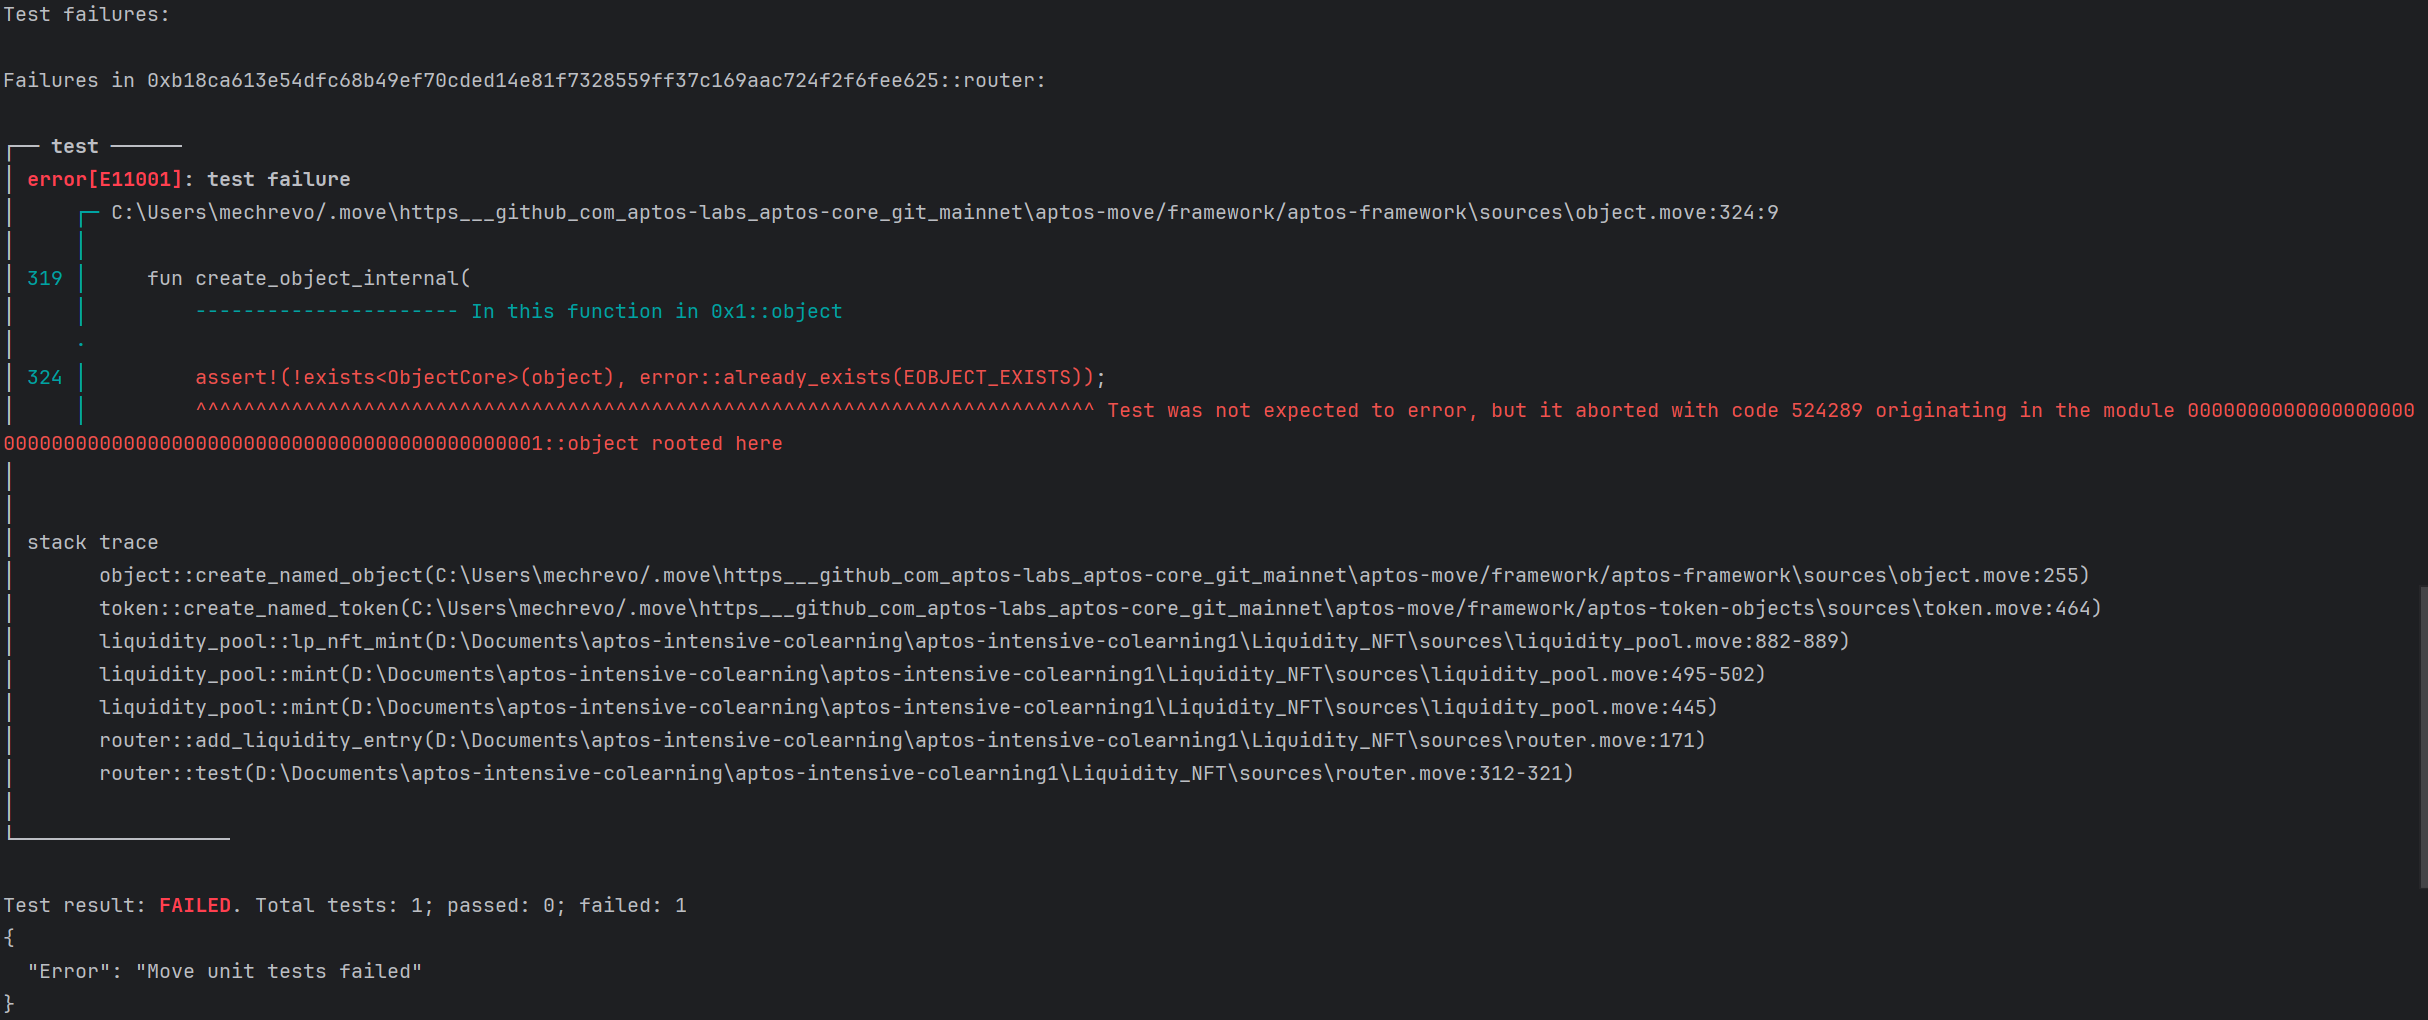 Test failures:
Failures in 0xb18ca613e54dfc68b49ef70cded14e81f7328559ff37c169aac724f2f6fee625::router:
┌── test ──────
│ error[E11001]: test failure
│     ┌─ C:\Users\mechrevo/.move\https___github_com_aptos-labs_aptos-core_git_mainnet\aptos-move/framework/aptos-framework\sources\object.move:324:9
│     │
│ 319 │     fun create_object_internal(
│     │         ---------------------- In this function in 0x1::object
│     ·
│ 324 │         assert!(!exists<ObjectCore>(object), error::already_exists(EOBJECT_EXISTS));
│     │         ^^^^^^^^^^^^^^^^^^^^^^^^^^^^^^^^^^^^^^^^^^^^^^^^^^^^^^^^^^^^^^^^^^^^^^^^^^^ Test was not expected to error, but it aborted with code 524289 originating in the module 0000000000000000000
000000000000000000000000000000000000000000001::object rooted here
│
│
│ stack trace
│       object::create_named_object(C:\Users\mechrevo/.move\https___github_com_aptos-labs_aptos-core_git_mainnet\aptos-move/framework/aptos-framework\sources\object.move:255)
│       token::create_named_token(C:\Users\mechrevo/.move\https___github_com_aptos-labs_aptos-core_git_mainnet\aptos-move/framework/aptos-token-objects\sources\token.move:464)
│       liquidity_pool::lp_nft_mint(D:\Documents\aptos-intensive-colearning\aptos-intensive-colearning1\Liquidity_NFT\sources\liquidity_pool.move:882-889)
│       liquidity_pool::mint(D:\Documents\aptos-intensive-colearning\aptos-intensive-colearning1\Liquidity_NFT\sources\liquidity_pool.move:495-502)
│       liquidity_pool::mint(D:\Documents\aptos-intensive-colearning\aptos-intensive-colearning1\Liquidity_NFT\sources\liquidity_pool.move:445)
│       router::add_liquidity_entry(D:\Documents\aptos-intensive-colearning\aptos-intensive-colearning1\Liquidity_NFT\sources\router.move:171)
│       router::test(D:\Documents\aptos-intensive-colearning\aptos-intensive-colearning1\Liquidity_NFT\sources\router.move:312-321)
│
└──────────────────
Test result: FAILED. Total tests: 1; passed: 0; failed: 1
{
  "Error": "Move unit tests failed"
}